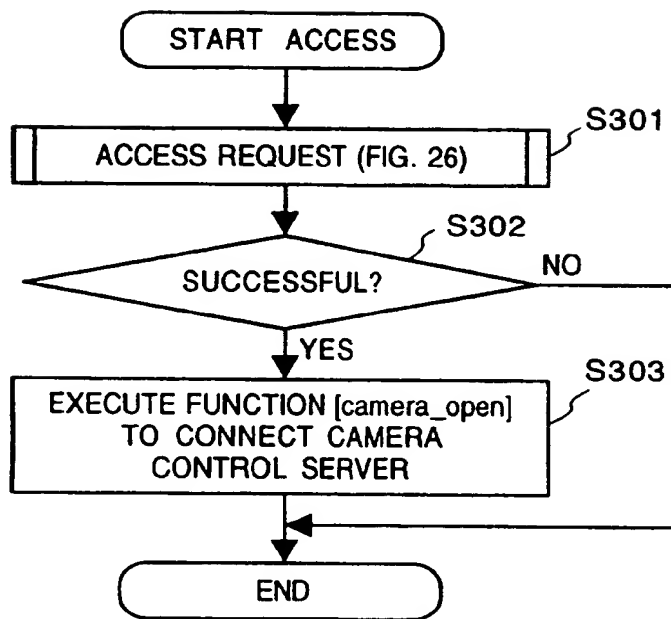 START ACCESS
S301
ACCESS REQUEST (FIG. 26)
S302
SUCCESSFUL?
NO
YES
S303
EXECUTE FUNCTION [camera_open]
TO CONNECT CAMERA
CONTROL SERVER
END